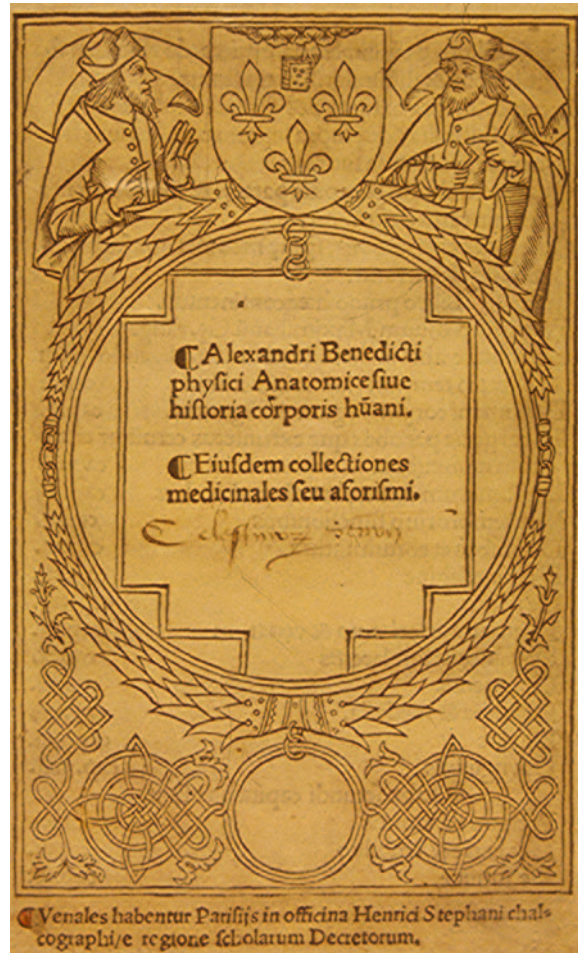 ¶Alexandri Benedicti
physici Anatomice siue
historia corporis hūani.
¶Eiusdem collectiones
medicinales seu aforismi.
¶Venales habentur Parisijs in officina Henrici Stephani chal-
cographi/e regione scholarum Decretorum.